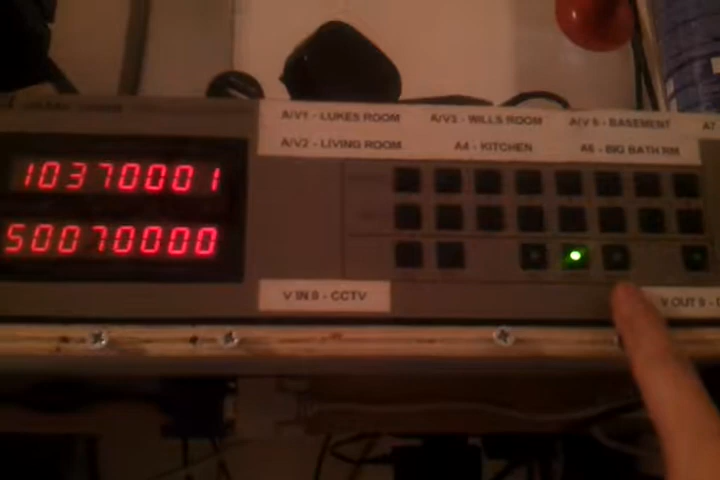 A/V1 - LUKES ROOM A/V3 - WILLS ROOM A/V 5 - BASEMENT A7
A/V2 - LIVING ROOM A4 - KITCHEN A6 - BIG BATH RM
10370001
50070000
V IN 9 - CCTV
V OUT 9 -